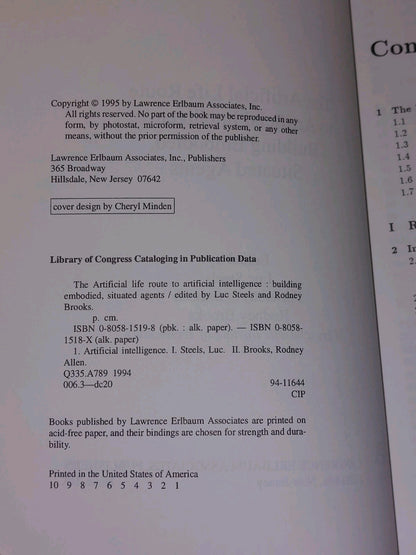 Copyright © 1995 by Lawrence Erlbaum Associates, Inc.
All rights reserved. No part of the book may be reproduced in any
form, by photostat, microform, retrieval system, or any other
means, without the prior permission of the publisher.
Lawrence Erlbaum Associates, Inc., Publishers
365 Broadway
Hillsdale, New Jersey 07642
cover design by Cheryl Minden
Library of Congress Cataloging in Publication Data
The Artificial life route to artificial intelligence : building
embodied, situated agents / edited by Luc Steels and Rodney
Brooks.
p. cm.
ISBN 0-8058-1519-8 (pbk. : alk. paper). — ISBN 0-8058-
1518-X (alk. paper)
1. Artificial intelligence. I. Steels, Luc. II. Brooks, Rodney
Allen.
Q335.A789 1994
006.3—dc20 94-11644
CIP
Books published by Lawrence Erlbaum Associates are printed on
acid-free paper, and their bindings are chosen for strength and dura-
bility.
Printed in the United States of America
10 9 8 7 6 5 4 3 2 1
Con
1 The
1.1
1.2
1.3
1.4
1.5
1.6
1.7
I R
2 In
2.